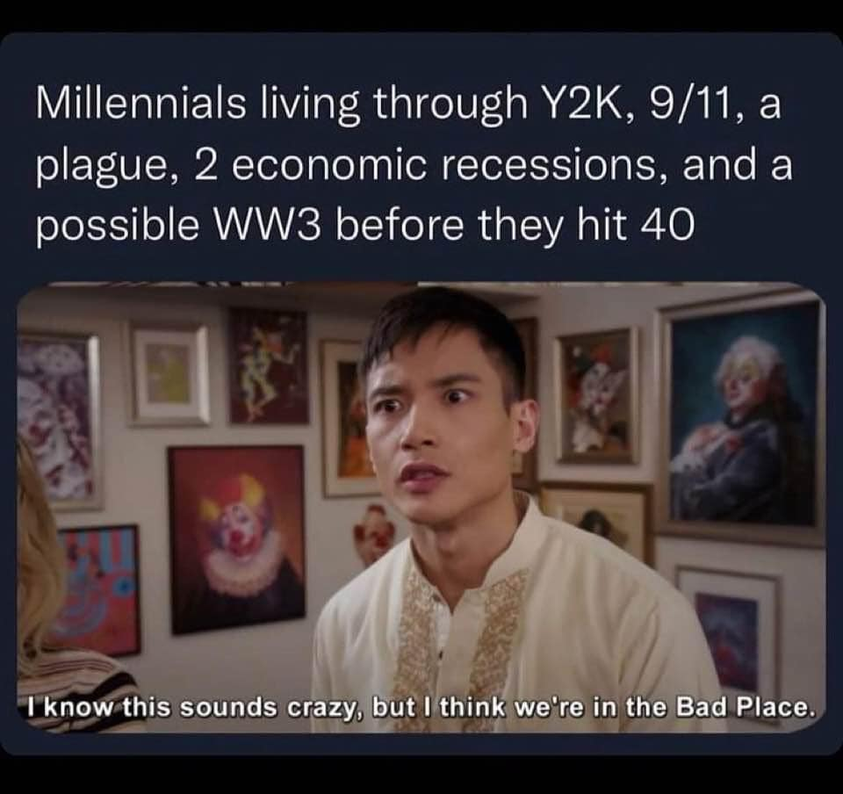 Millennials living through Y2K, 9/11, a
plague, 2 economic recessions, and a
possible WW3 before they hit 40
I know this sounds crazy, but I think we're in the Bad Place.